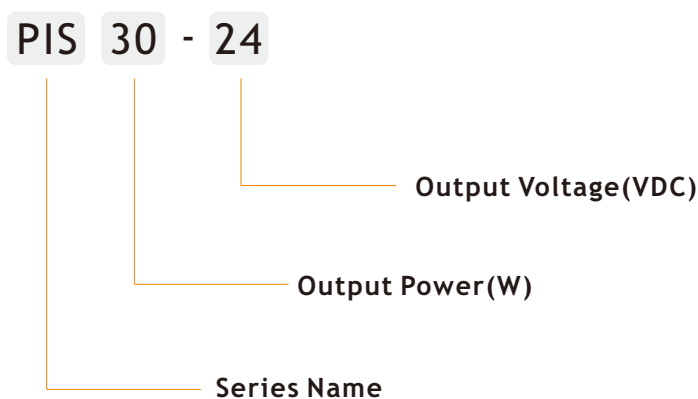 PIS 30 - 24
Output Voltage(VDC)
Output Power(W)
Series Name